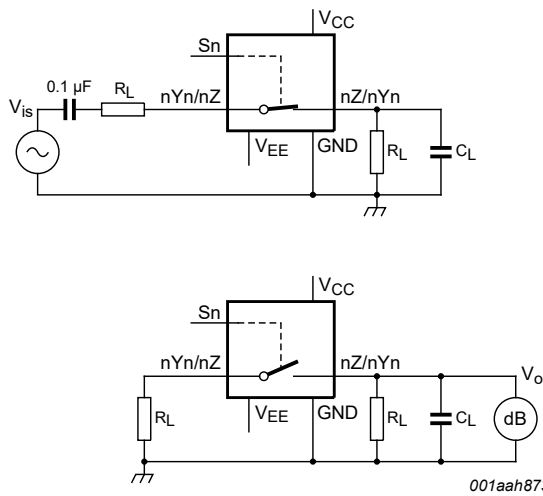 VCC
Sn
0.1 µF
RL
nYn/nZ
nZ/nYn
Vis
VEE
GND
RL
CL
VCC
Sn
nYn/nZ
nZ/nYn
Vo
RL
VEE
GND
RL
CL
dB
001aah873